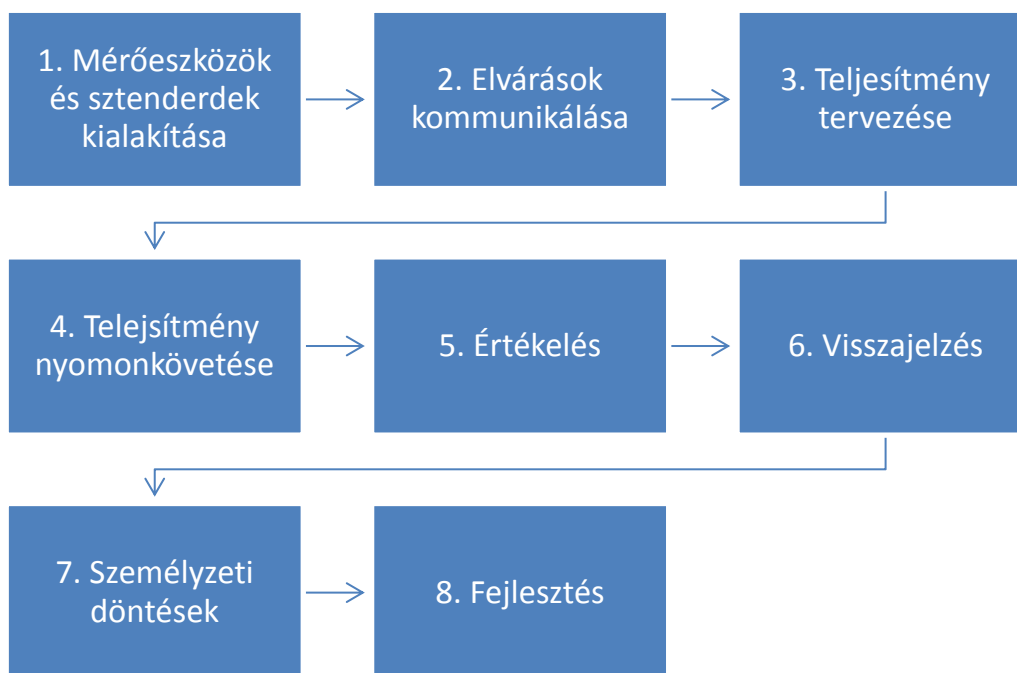 1. Mérőeszközök
és sztenderdek
kialakítása
2. Elvárások
kommunikálása
3. Teljesítmény
tervezése
4. Telejsítmény
nyomonkövetése
5. Értékelés
6. Visszajelzés
7. Személyzeti
döntések
8. Fejlesztés